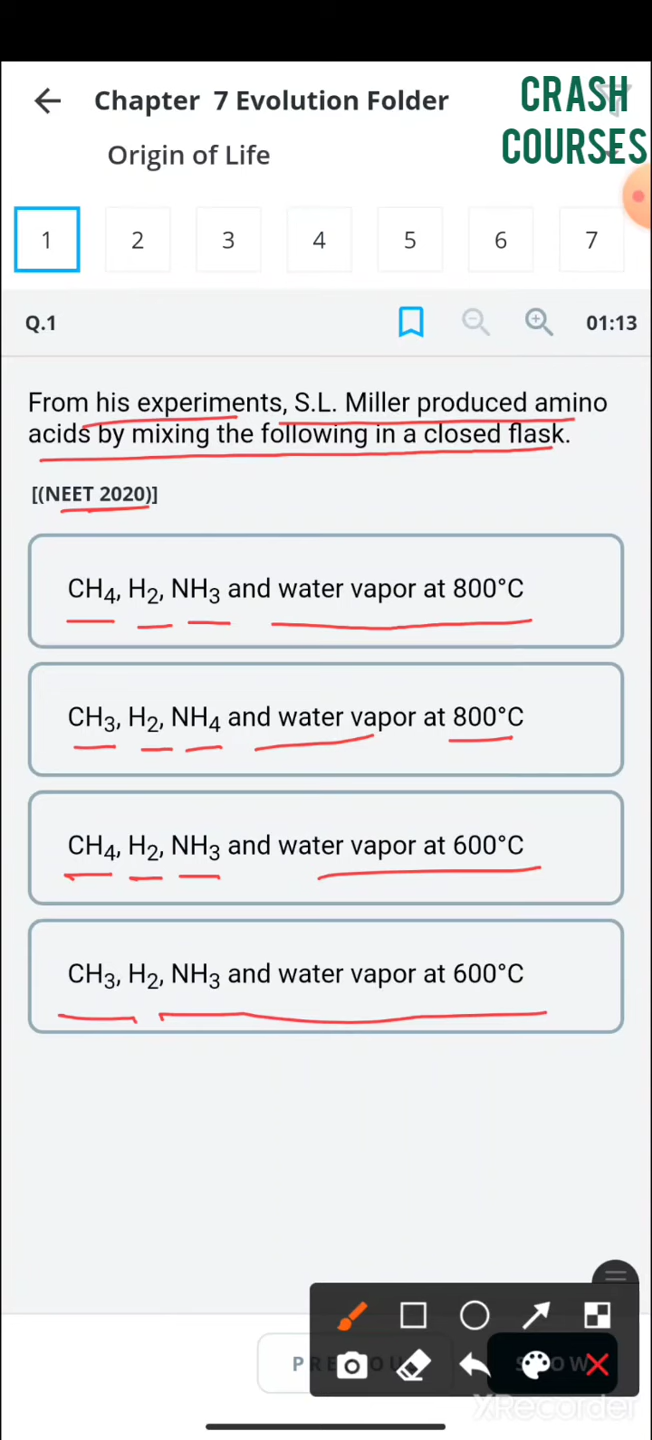 CRASH
Chapter 7 Evolution Folder
COURSES
Origin of Life
1 2 3 4 5 6 7
Q.1 01:13
From his experiments, S.L. Miller produced amino
acids by mixing the following in a closed flask.
[(NEET 2020)]
CH₄, H₂, NH₃ and water vapor at 800°C
CH₃, H₂, NH₄ and water vapor at 800°C
CH₄, H₂, NH₃ and water vapor at 600°C
CH₃, H₂, NH₃ and water vapor at 600°C
XRecorder